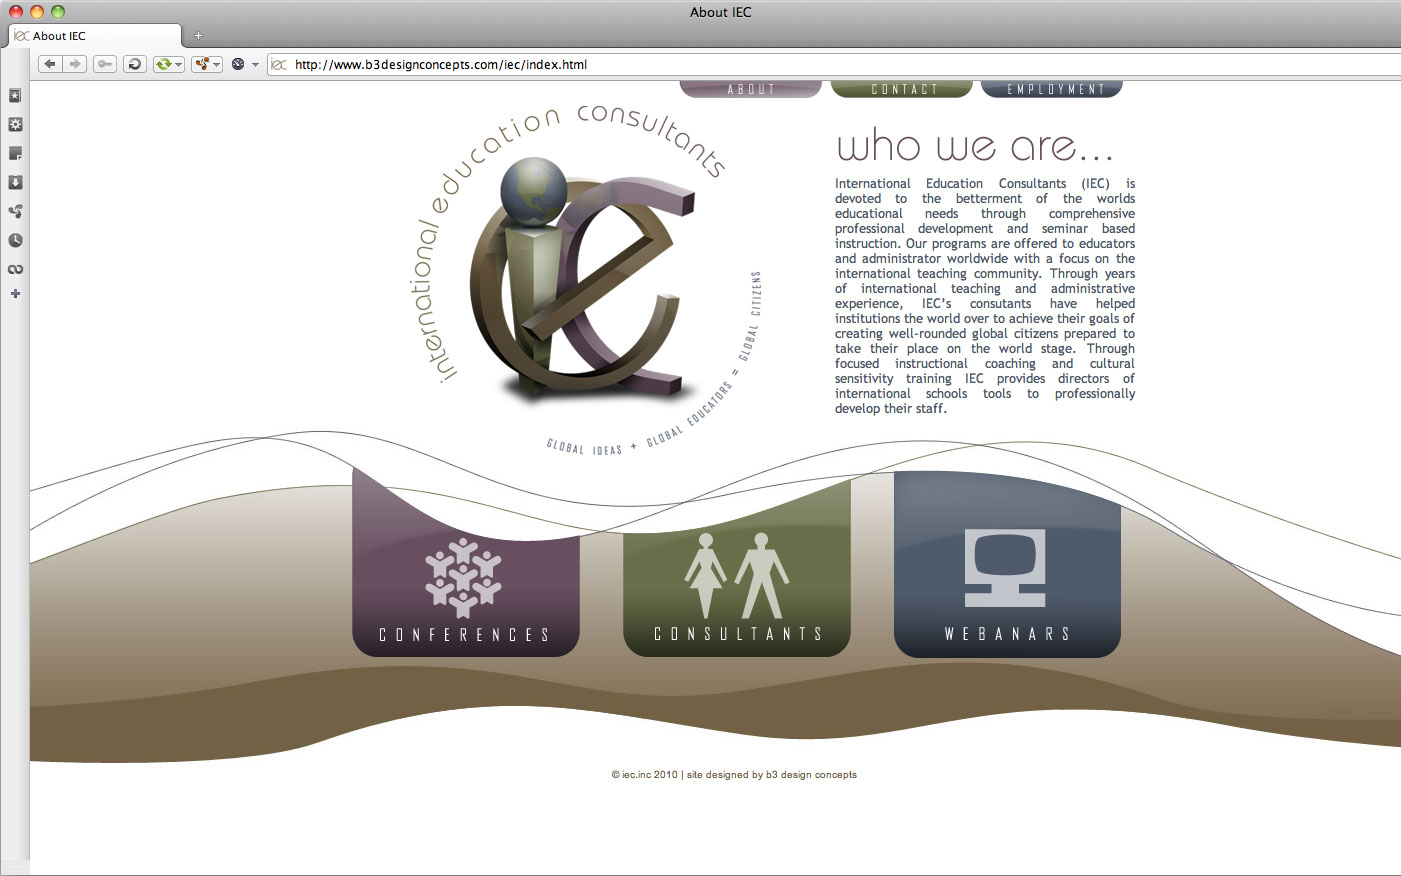 About IEC
iec About IEC
iec http://www.b3designconcepts.com/iec/index.html
ABOUT
CONTACT
EMPLOYMENT
international education consultants
iec
GLOBAL IDEAS + GLOBAL EDUCATORS = GLOBAL CITIZENS
who we are...
International Education Consultants (IEC) is
devoted to the betterment of the worlds
educational needs through comprehensive
professional development and seminar based
instruction. Our programs are offered to educators
and administrator worldwide with a focus on the
international teaching community. Through years
of international teaching and administrative
experience, IEC's consutants have helped
institutions the world over to achieve their goals of
creating well-rounded global citizens prepared to
take their place on the world stage. Through
focused instructional coaching and cultural
sensitivity training IEC provides directors of
international schools tools to professionally
develop their staff.
CONFERENCES
CONSULTANTS
WEBANARS
© iec.inc 2010 | site designed by b3 design concepts